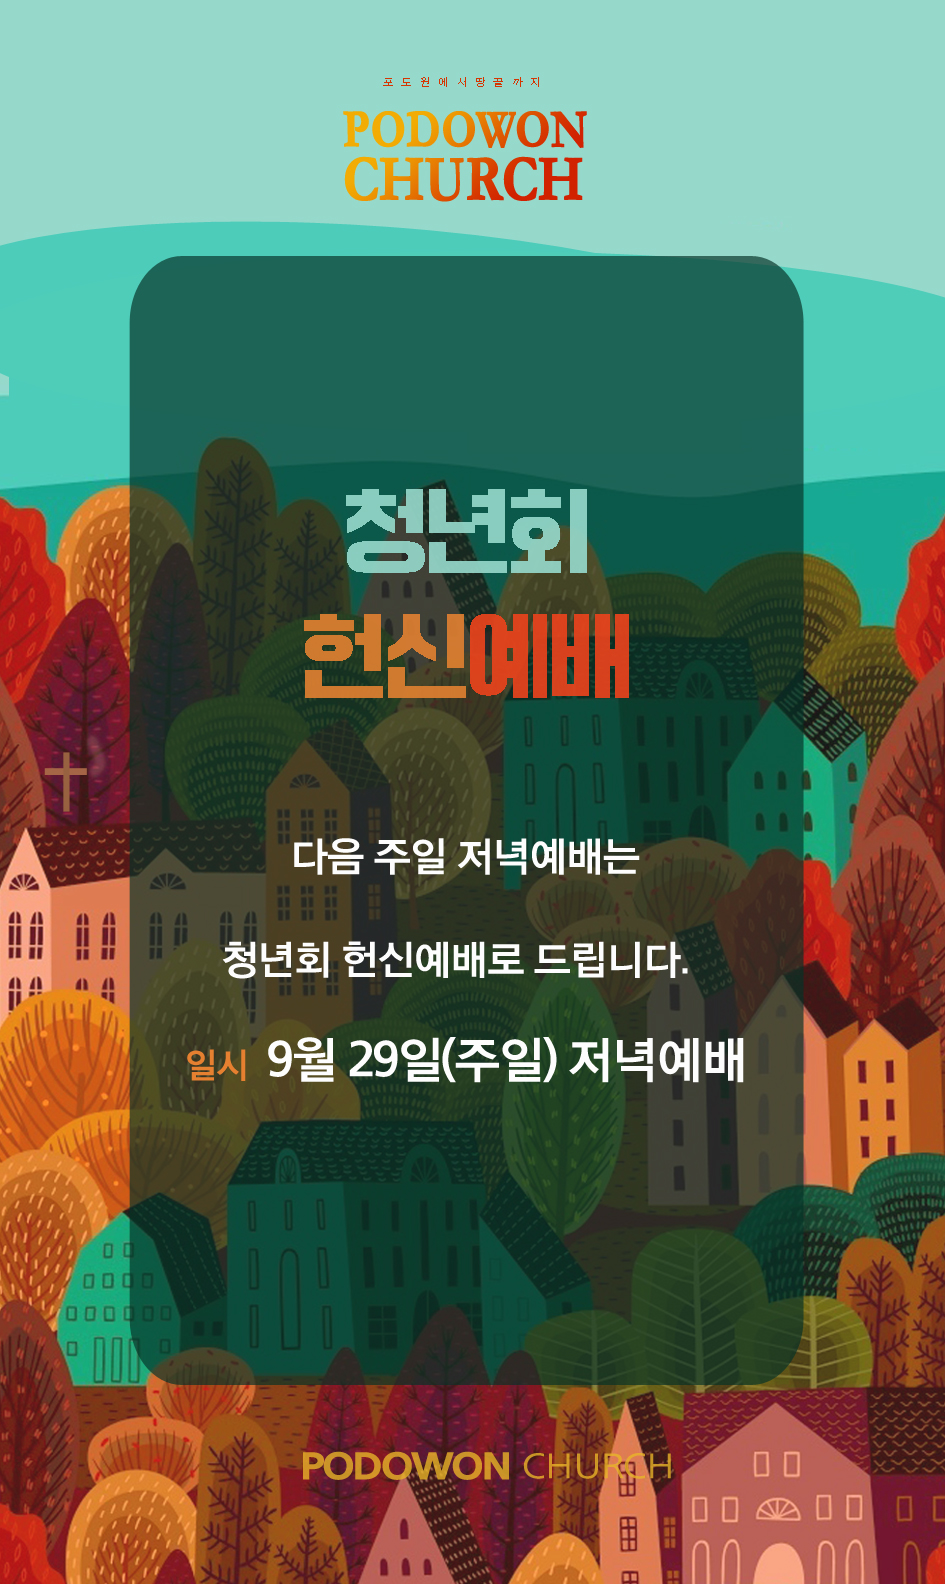 포도원에서땅끝까지
PODOWON
CHURCH
청년회
헌신예배
다음 주일 저녁예배는
청년회 헌신예배로 드립니다.
일시 9월 29일(주일) 저녁예배
PODOWON CHURCH